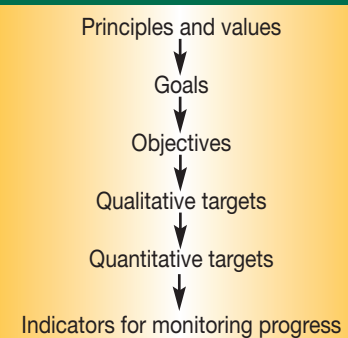 Principles and values
Goals
Objectives
Qualitative targets
Quantitative targets
Indicators for monitoring progress